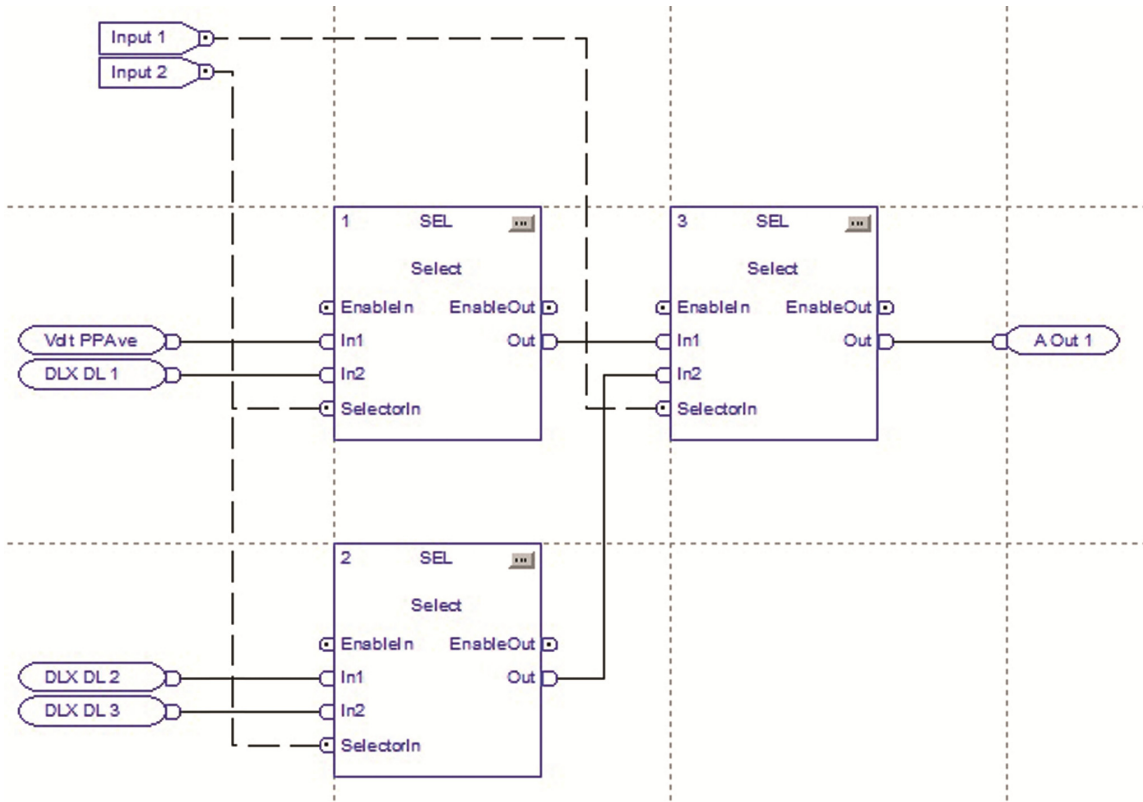 Input 1
Input 2
1 SEL ...
Select
EnableIn EnableOut
Vdt PPAve In1 Out
DLX DL 1 In2
SelectorIn
3 SEL ...
Select
EnableIn EnableOut
In1 Out A Out 1
In2
SelectorIn
2 SEL ...
Select
EnableIn EnableOut
DLX DL 2 In1 Out
DLX DL 3 In2
SelectorIn